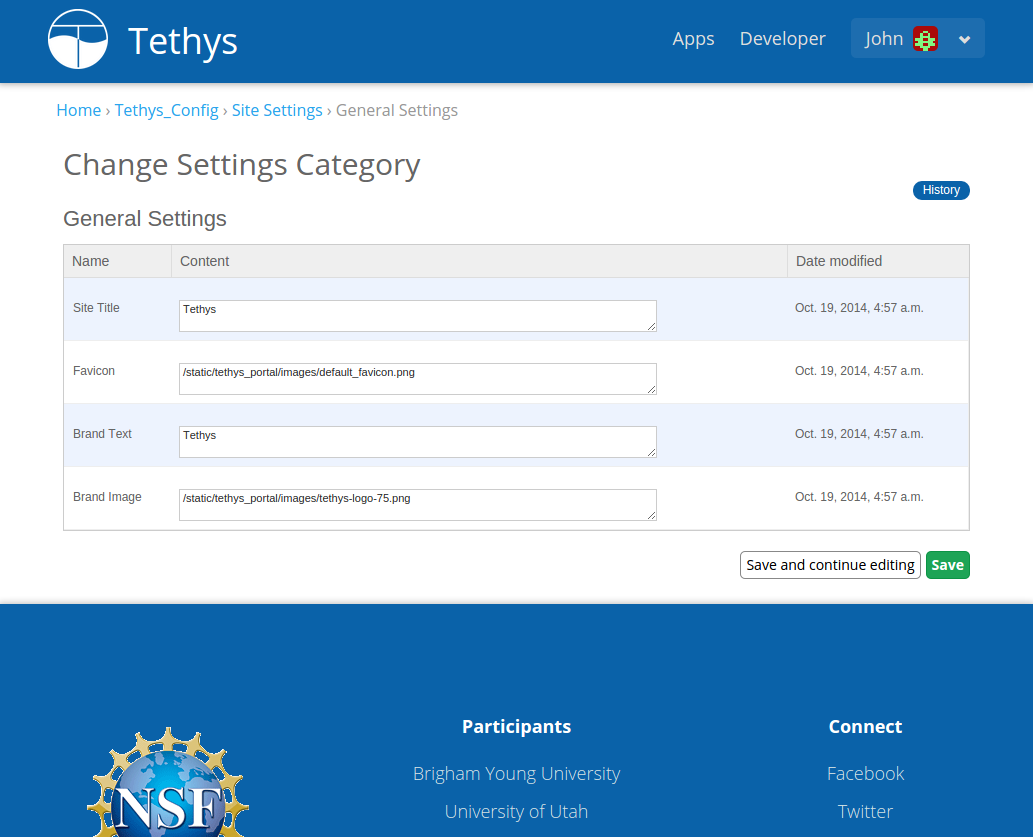 Tethys
Apps Developer John
Home › Tethys_Config › Site Settings › General Settings
Change Settings Category
History
General Settings
Name Content Date modified
Site Title Tethys Oct. 19, 2014, 4:57 a.m.
Favicon /static/tethys_portal/images/default_favicon.png Oct. 19, 2014, 4:57 a.m.
Brand Text Tethys Oct. 19, 2014, 4:57 a.m.
Brand Image /static/tethys_portal/images/tethys-logo-75.png Oct. 19, 2014, 4:57 a.m.
Save and continue editing Save
Participants Connect
Brigham Young University Facebook
NSF University of Utah Twitter